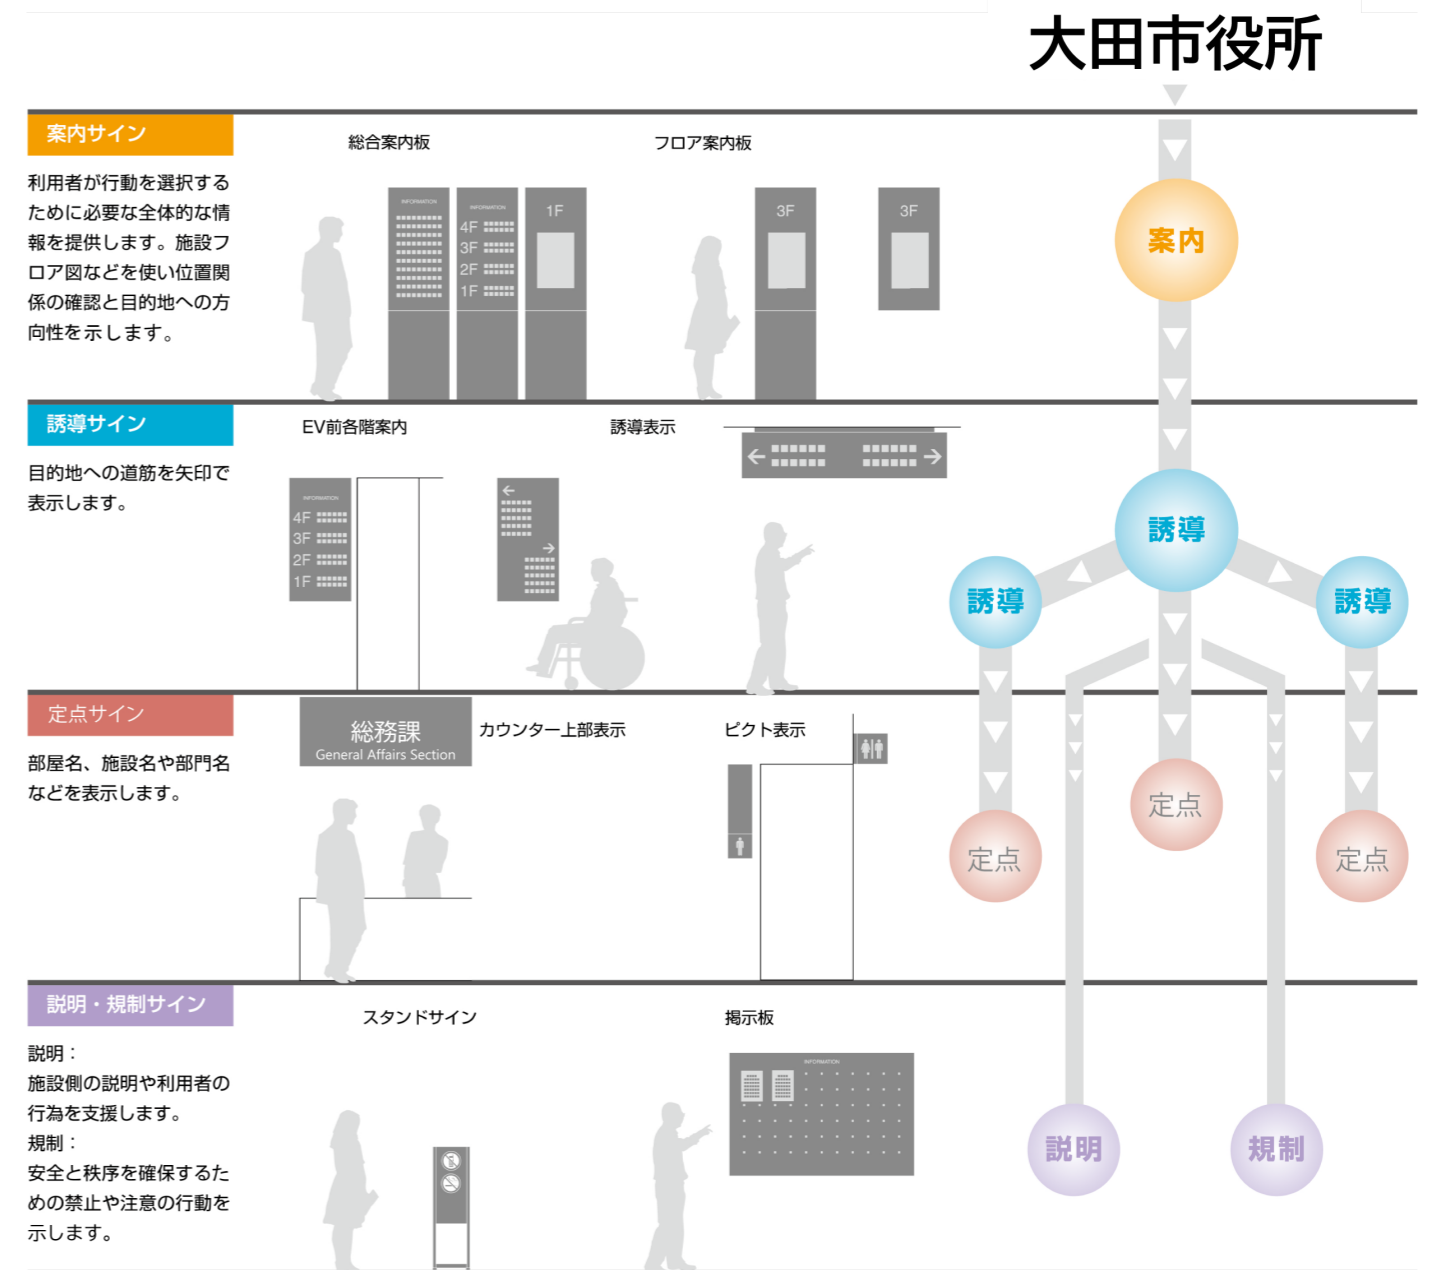 大田市役所
案内サイン
利用者が行動を選択する
ために必要な全体的な情
報を提供します。施設フ
ロア図などを使い位置関
係の確認と目的地への方
向性を示します。
総合案内板
INFORMATION
INFORMATION
4F
3F
2F
1F
1F
フロア案内板
3F
3F
案内
誘導サイン
目的地への道筋を矢印で
表示します。
EV前各階案内
INFORMATION
4F
3F
2F
1F
誘導表示
誘導
誘導
誘導
定点サイン
部屋名、施設名や部門名
などを表示します。
総務課
General Affairs Section
カウンター上部表示
ピクト表示
定点
定点
定点
説明・規制サイン
説明：
施設側の説明や利用者の
行為を支援します。
規制：
安全と秩序を確保するた
めの禁止や注意の行動を
示します。
スタンドサイン
掲示板
INFORMATION
説明
規制